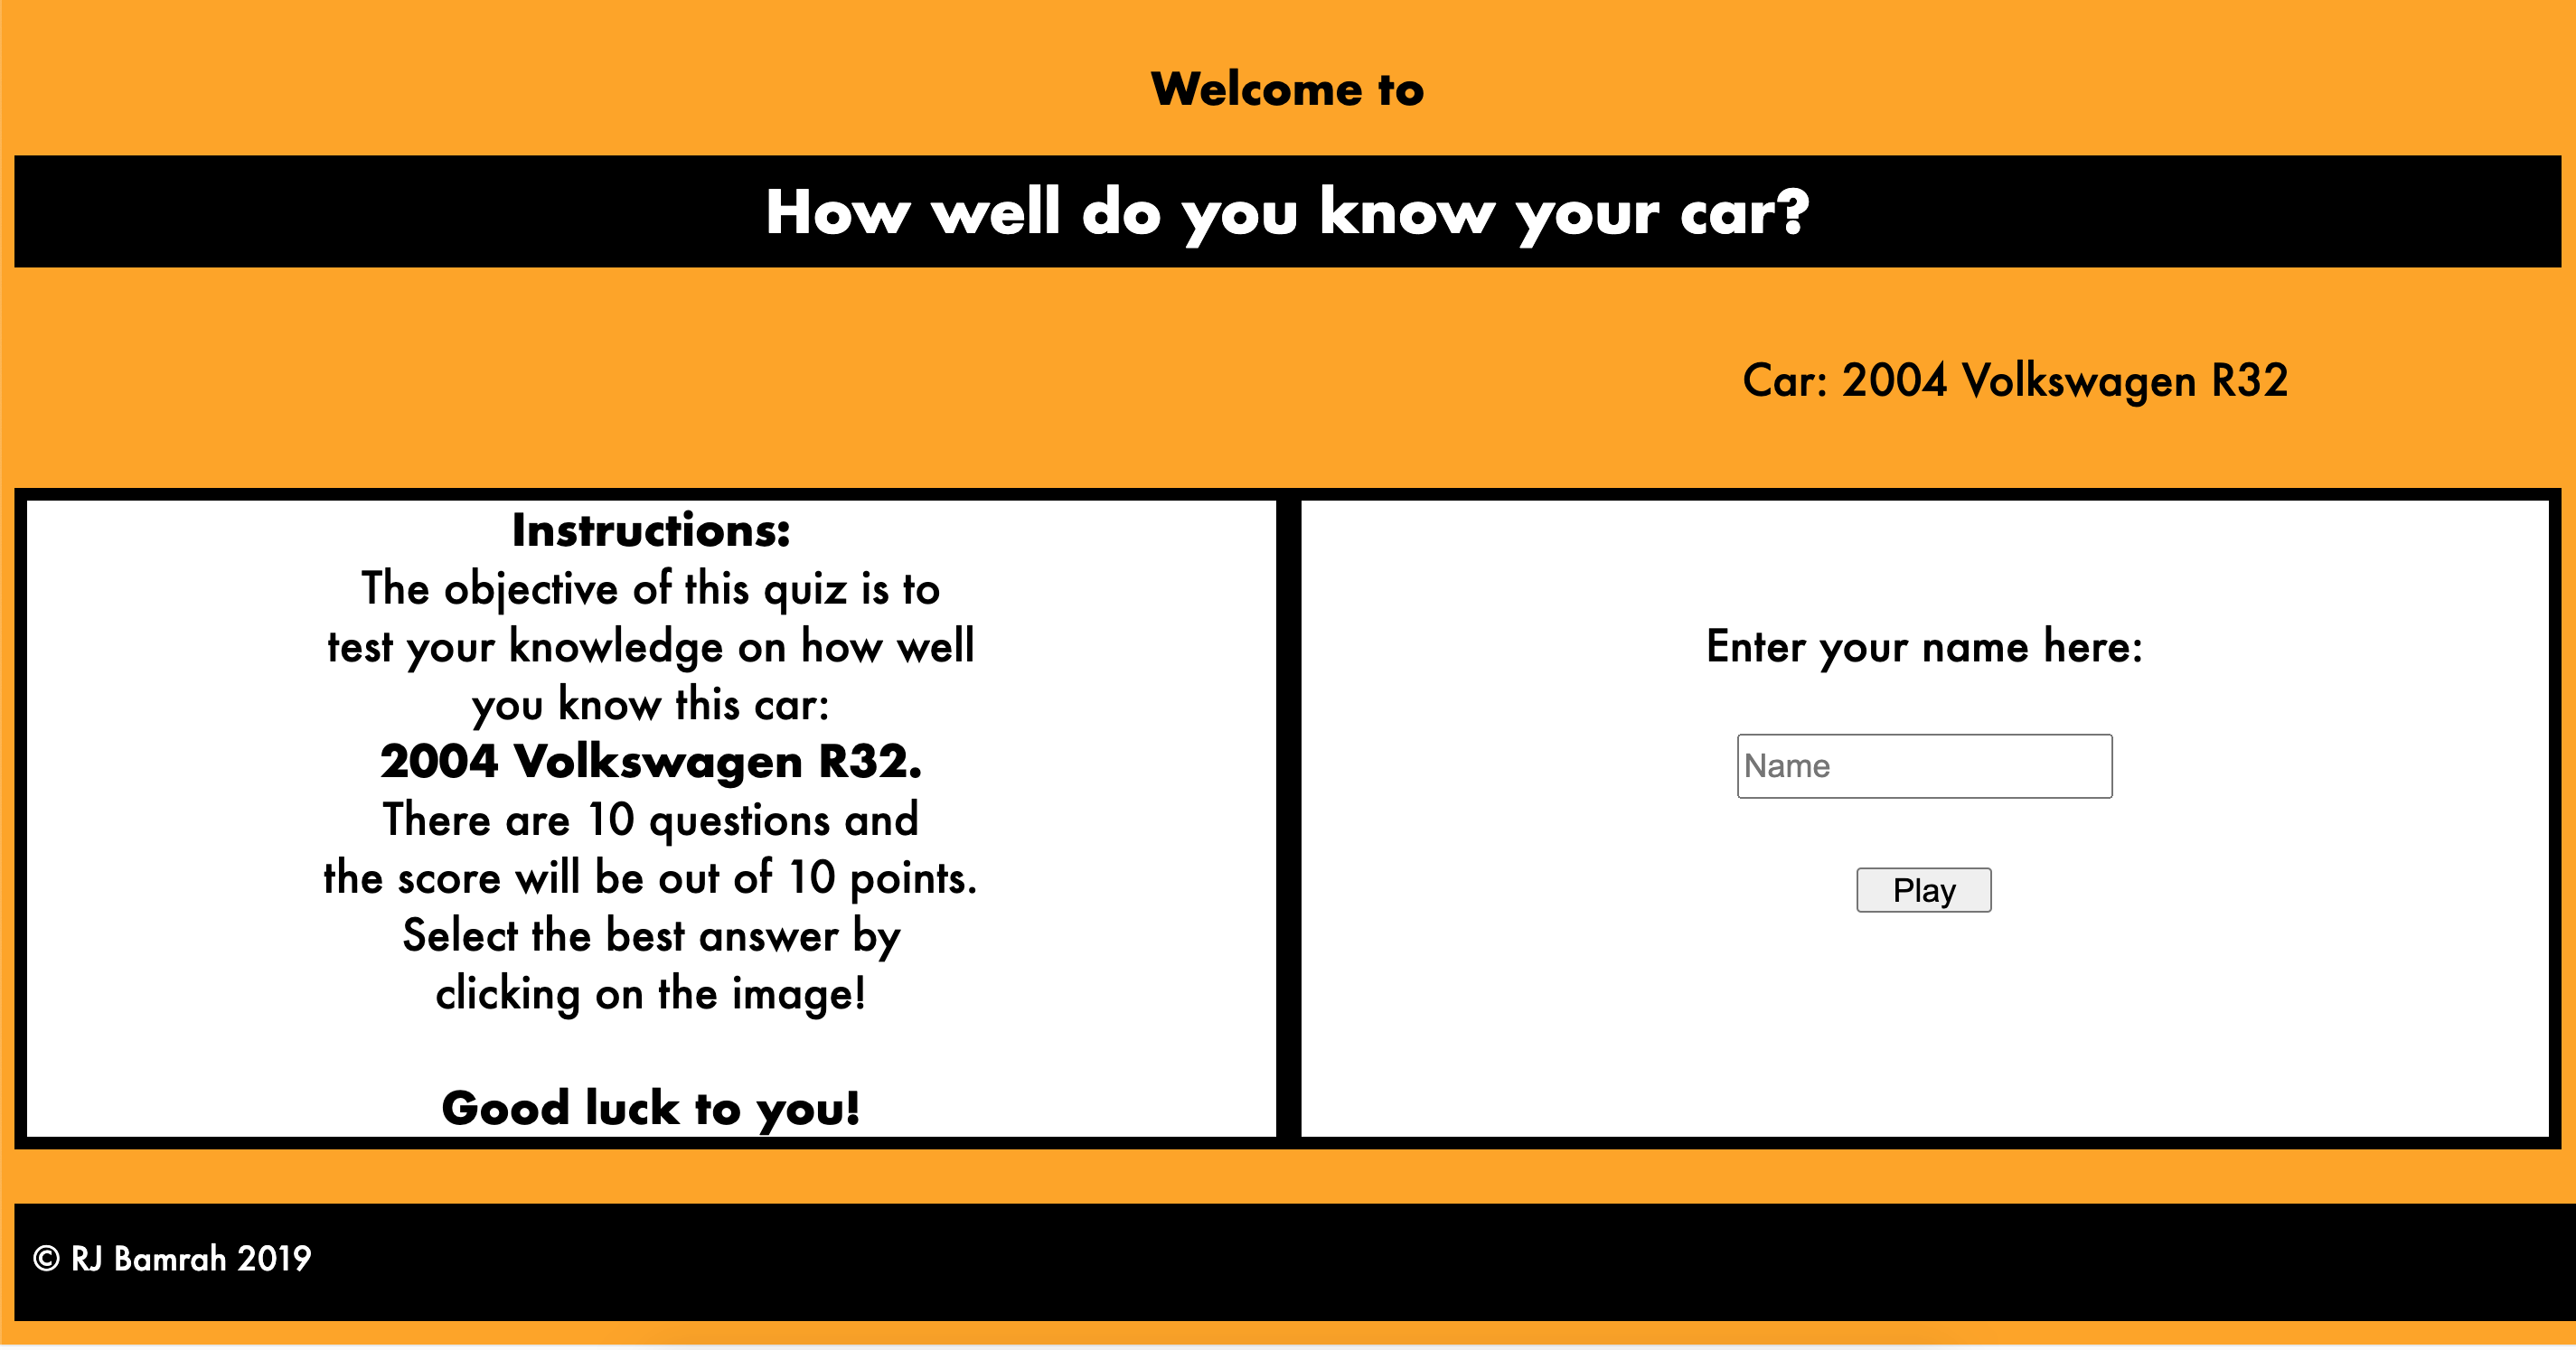 Welcome to
How well do you know your car?
Car: 2004 Volkswagen R32
Instructions:
The objective of this quiz is to
test your knowledge on how well
you know this car:
2004 Volkswagen R32.
There are 10 questions and
the score will be out of 10 points.
Select the best answer by
clicking on the image!
Good luck to you!
Enter your name here:
Name
Play
© RJ Bamrah 2019